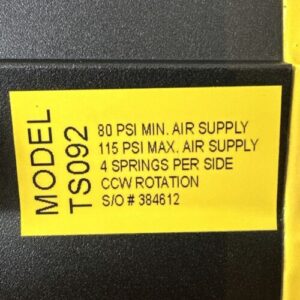 MODEL
TS092
80 PSI MIN. AIR SUPPLY
115 PSI MAX. AIR SUPPLY
4 SPRINGS PER SIDE
CCW ROTATION
S/O # 384612